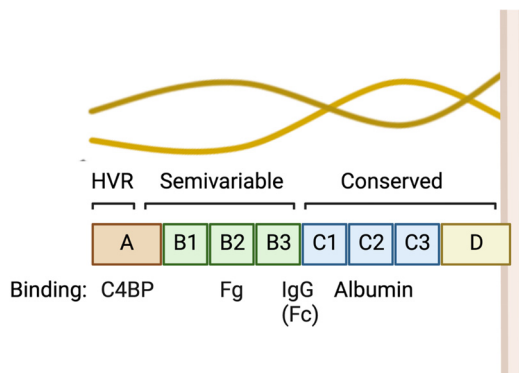 HVR Semivariable Conserved
A B1 B2 B3 C1 C2 C3 D
Binding: C4BP Fg IgG Albumin
(Fc)